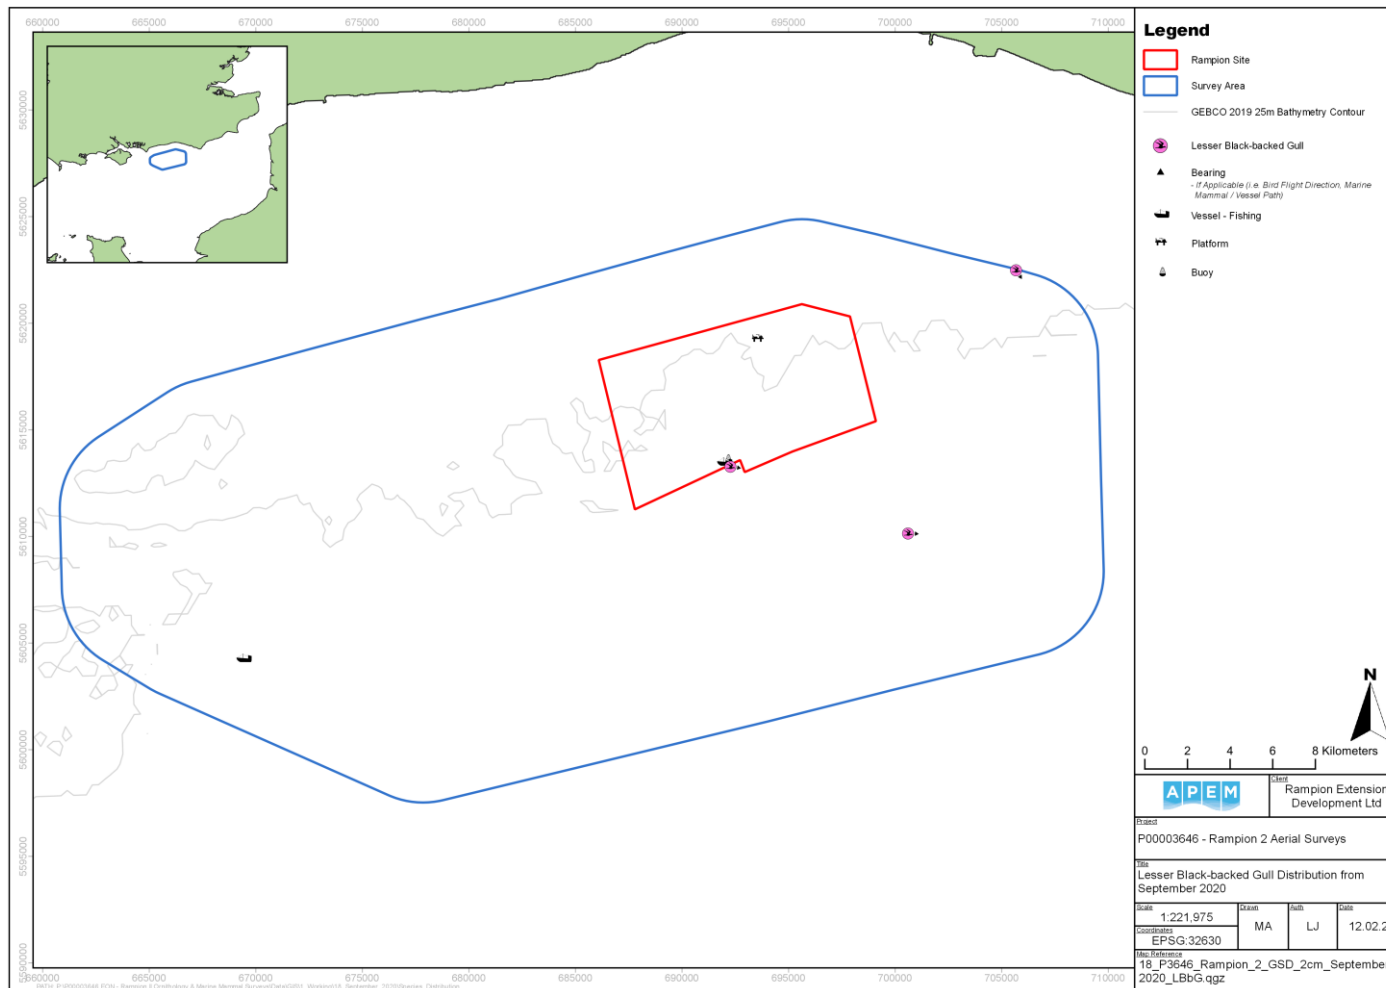 660000 665000 670000 675000 680000 685000 690000 695000 700000 705000 710000
5630000
5625000
5620000
5615000
5610000
5605000
5600000
5595000
5590000
660000 665000 670000 675000 680000 685000 690000 695000 700000 705000 710000
Legend
Rampion Site
Survey Area
GEBCO 2019 25m Bathymetry Contour
Lesser Black-backed Gull
Bearing
- If Applicable (i.e. Bird Flight Direction, Marine
Mammal / Vessel Path)
Vessel - Fishing
Platform
Buoy
N
0 2 4 6 8 Kilometers
APEM
Client
Rampion Extension
Development Ltd
Project
P00003646 - Rampion 2 Aerial Surveys
Title
Lesser Black-backed Gull Distribution from
September 2020
Scale
1:221,975
Coordinates
EPSG:32630
Drawn
MA
Auth
LJ
Date
12.02.2
Map Reference
18_P3646_Rampion_2_GSD_2cm_September
2020_LBbG.qgz